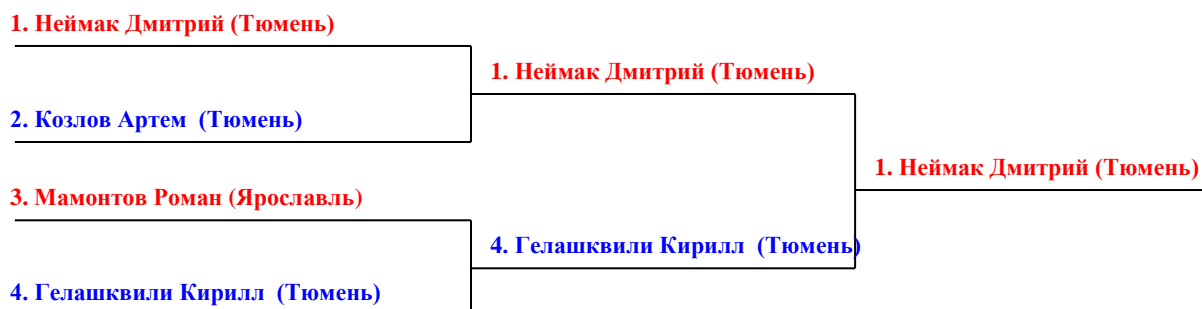 1. Неймак Дмитрий (Тюмень)
1. Неймак Дмитрий (Тюмень)
2. Козлов Артем (Тюмень)
1. Неймак Дмитрий (Тюмень)
3. Мамонтов Роман (Ярославль)
4. Гелашквили Кирилл (Тюмень)
4. Гелашквили Кирилл (Тюмень)